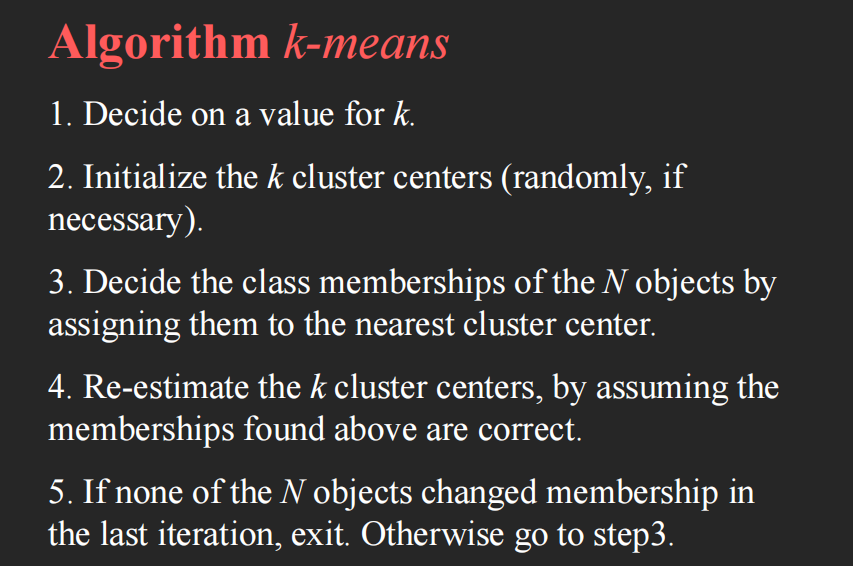 Algorithm k-means
1. Decide on a value for k.
2. Initialize the k cluster centers (randomly, if
necessary).
3. Decide the class memberships of the N objects by
assigning them to the nearest cluster center.
4. Re-estimate the k cluster centers, by assuming the
memberships found above are correct.
5. If none of the N objects changed membership in
the last iteration, exit. Otherwise go to step3.